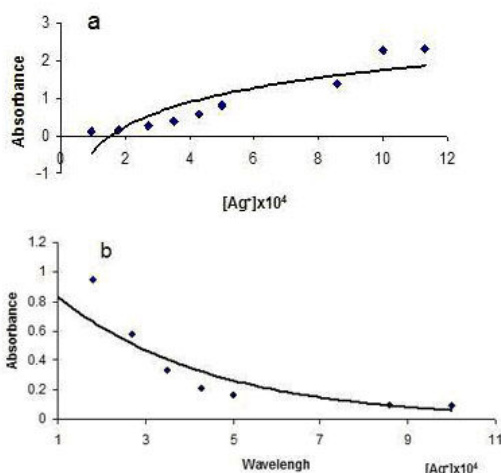 a
3
2
1
0
-1
Absorbance
0 2 4 6 8 10 12
[Ag⁺]x10⁴
b
1.2
1
0.8
0.6
0.4
0.2
0
Absorbance
1 3 5 7 9 11
Wavelengh [Ag⁺]x10⁴